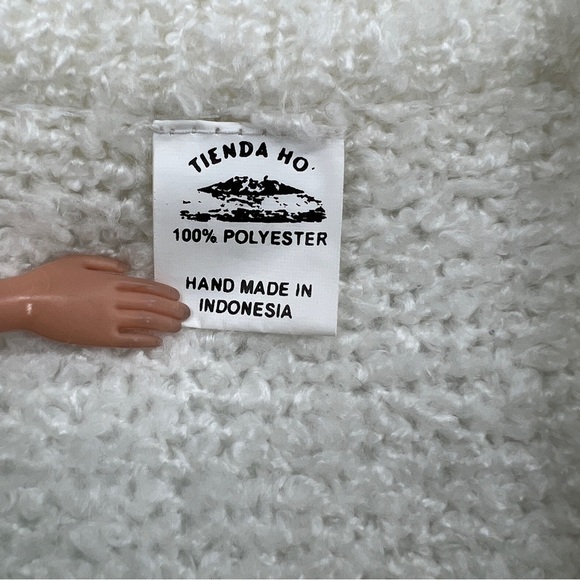 TIENDA HO'
100% POLYESTER
HAND MADE IN
INDONESIA